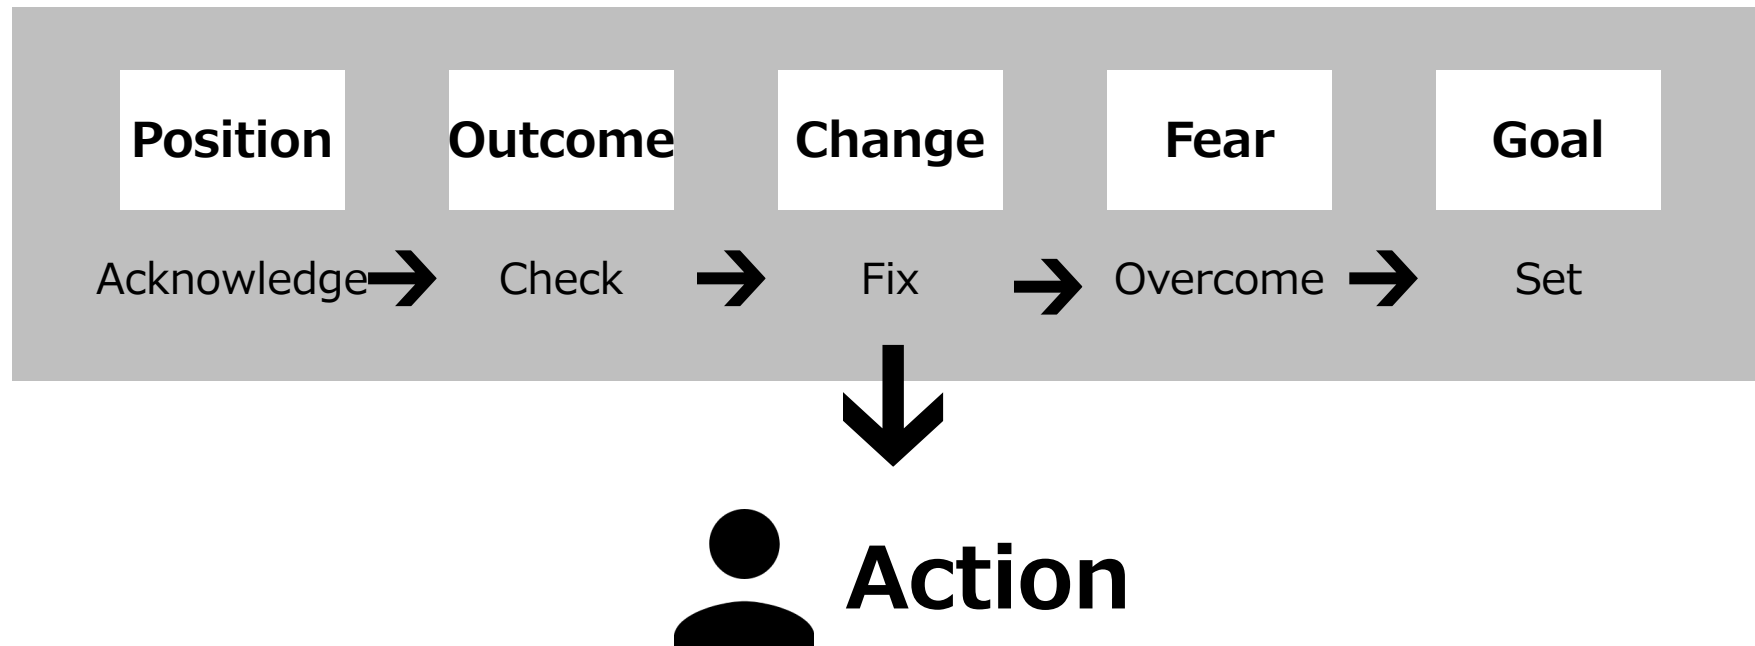 Position Outcome Change Fear Goal
Acknowledge Check Fix Overcome Set
Action